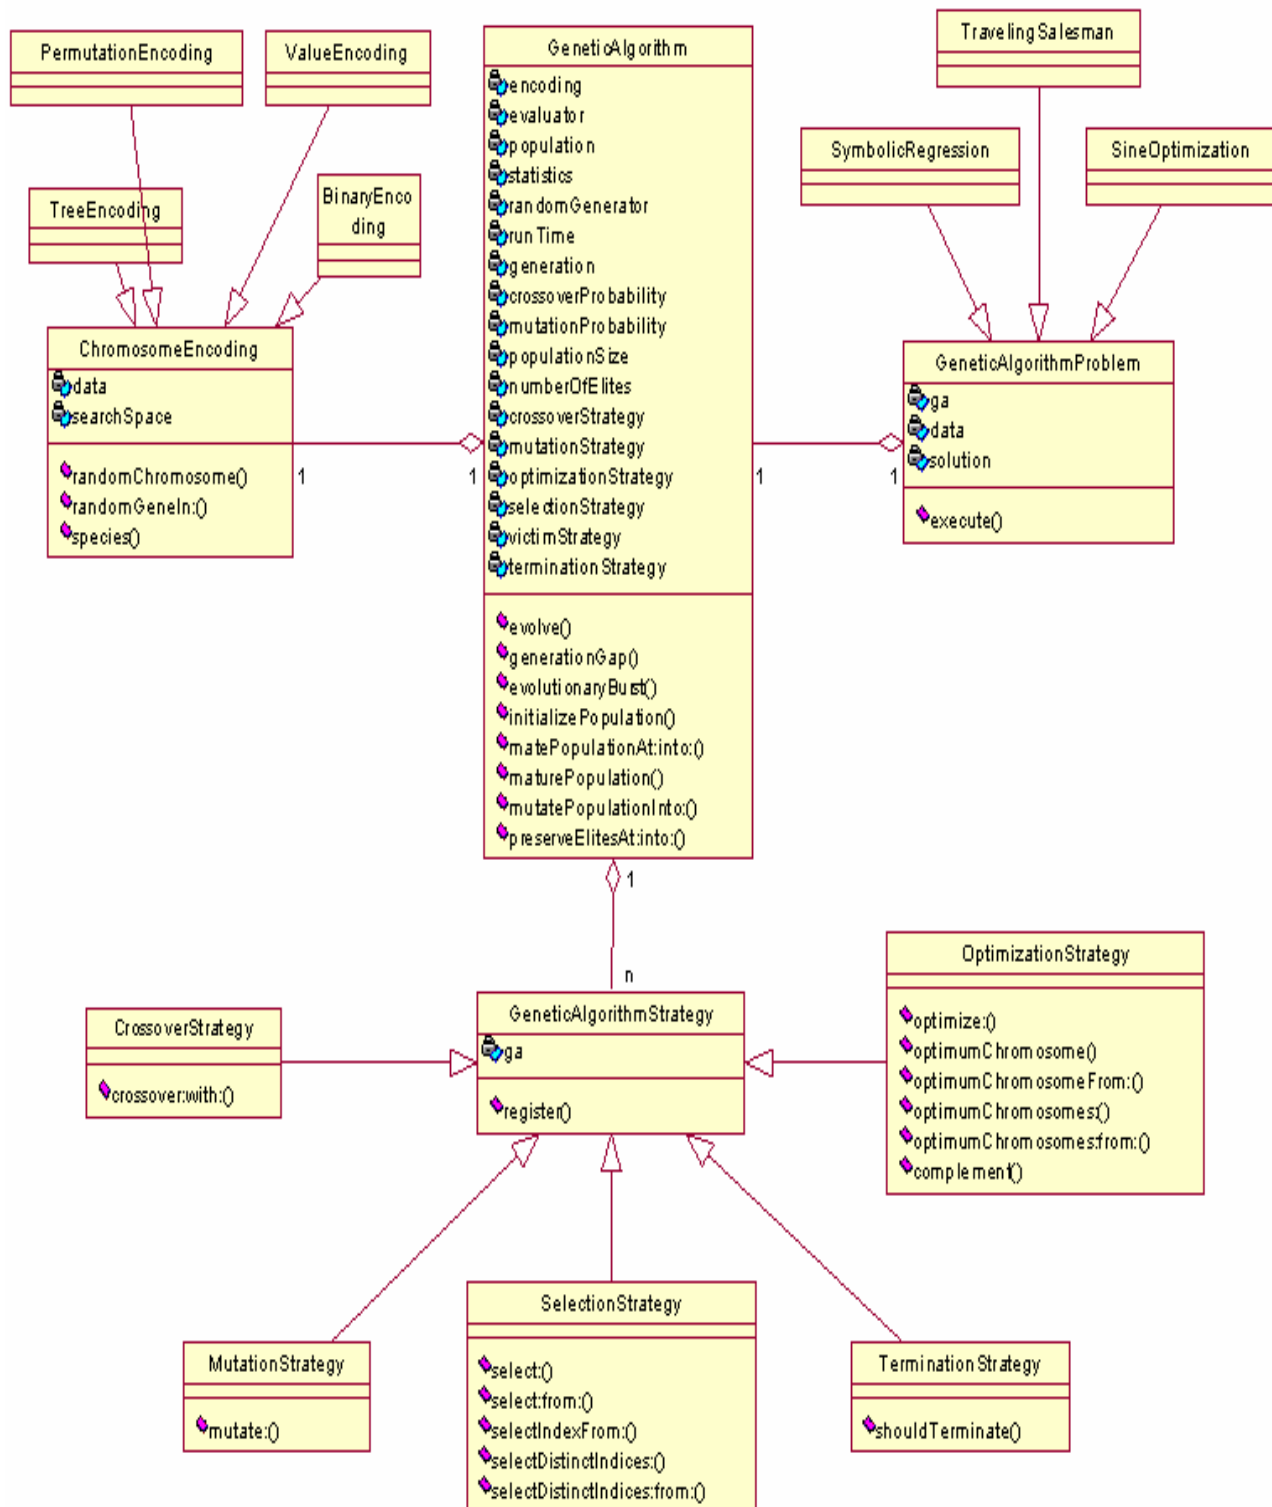 PermutationEncoding
ValueEncoding
TreeEncoding
BinaryEnco
ding
ChromosomeEncoding
data
searchSpace
randomChromosome()
randomGeneIn:()
species()
1
1
GeneticAlgorithm
encoding
evaluator
population
statistics
randomGenerator
runTime
generation
crossoverProbability
mutationProbability
populationSize
numberOfElites
crossoverStrategy
mutationStrategy
optimizationStrategy
selectionStrategy
victimStrategy
terminationStrategy
evolve()
generationGap()
evolutionaryBurst()
initializePopulation()
matePopulationAt:into:()
maturePopulation()
mutatePopulationInto:()
preserveElitesAt:into:()
1
1
TravelingSalesman
SymbolicRegression
SineOptimization
GeneticAlgorithmProblem
ga
data
solution
execute()
1
n
GeneticAlgorithmStrategy
ga
register()
CrossoverStrategy
crossover:with:()
OptimizationStrategy
optimize:()
optimumChromosome()
optimumChromosomeFrom:()
optimumChromosomes:()
optimumChromosomes:from:()
complement()
MutationStrategy
mutate:()
SelectionStrategy
select:()
select:from:()
selectIndexFrom:()
selectDistinctIndices:()
selectDistinctIndices:from:()
TerminationStrategy
shouldTerminate()